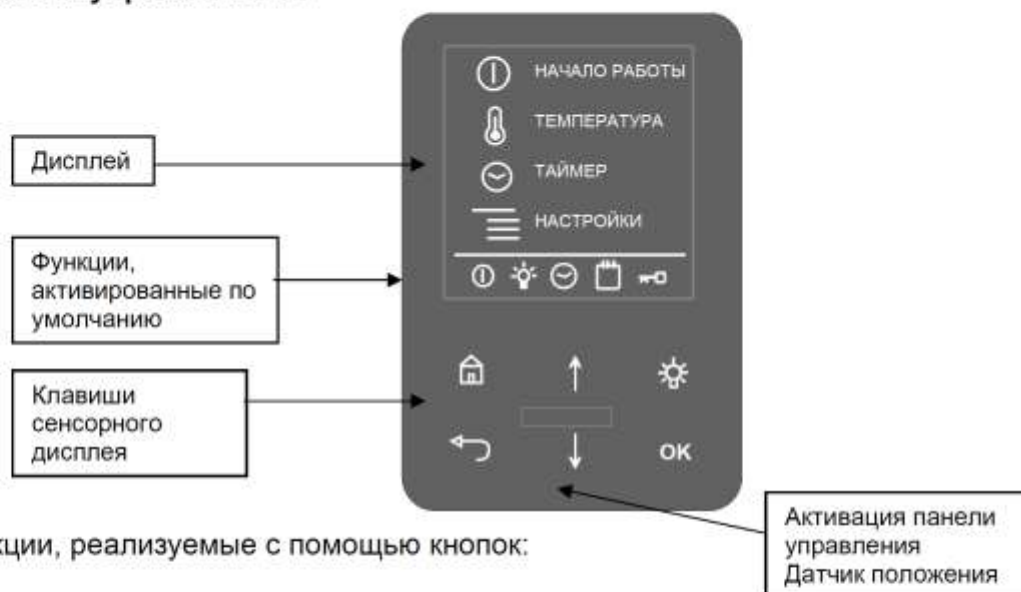 НАЧАЛО РАБОТЫ
ТЕМПЕРАТУРА
ТАЙМЕР
НАСТРОЙКИ
Дисплей
Функции,
активированные по
умолчанию
Клавиши
сенсорного
дисплея
OK
Активация панели
управления
Датчик положения
реализуемые с помощью кнопок: